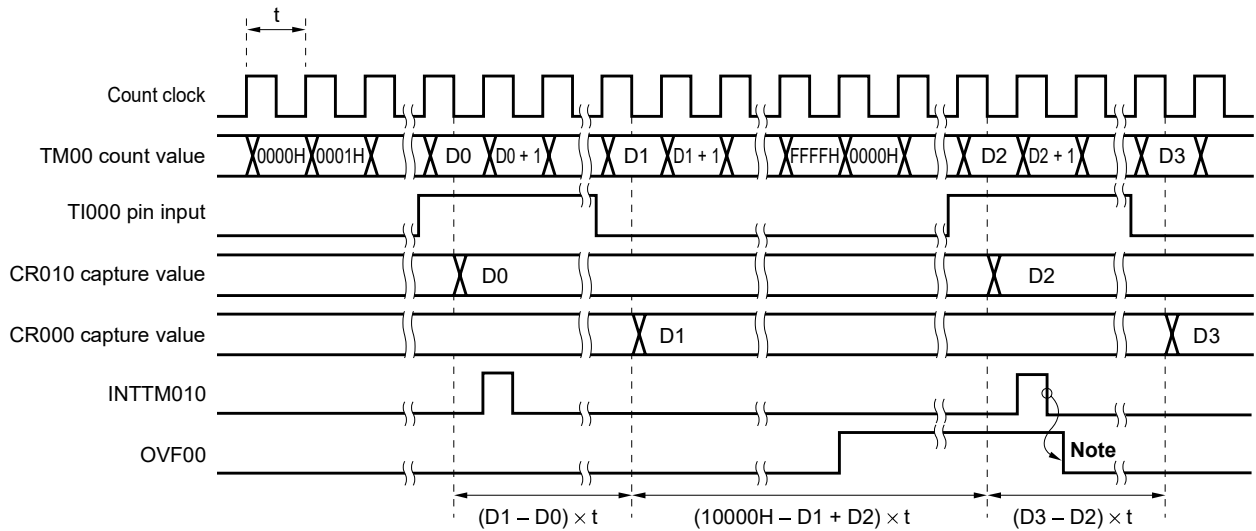 t
Count clock
TM00 count value 0000H 0001H D0 D0 + 1 D1 D1 + 1 FFFFH 0000H D2 D2 + 1 D3
TI000 pin input
CR010 capture value D0 D2
CR000 capture value D1 D3
INTTM010
OVF00 Note
(D1 – D0) × t (10000H – D1 + D2) × t (D3 – D2) × t